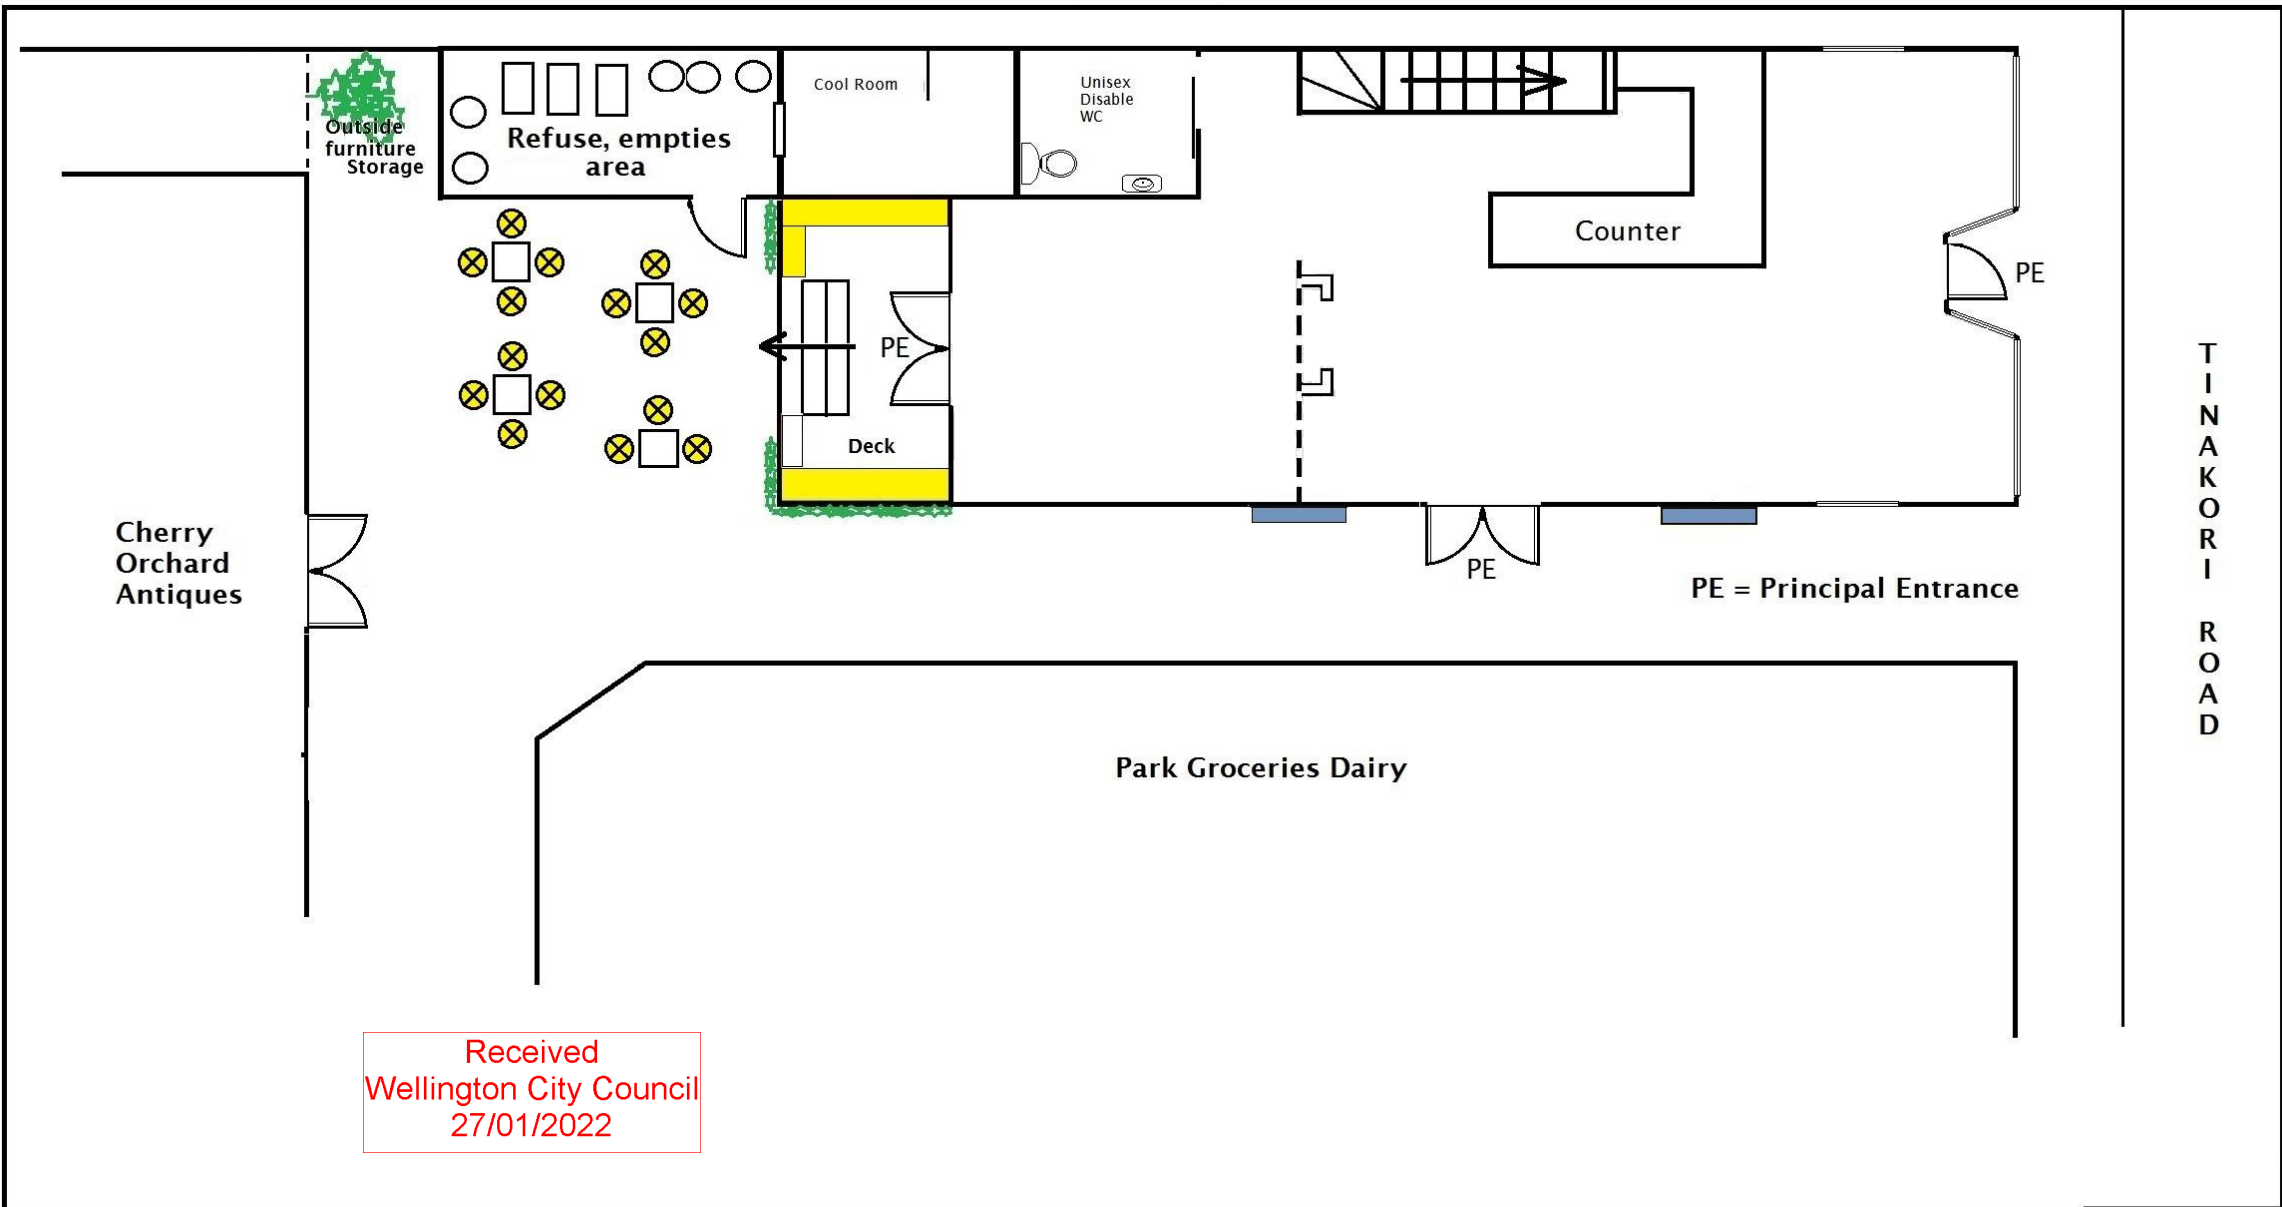 Outside
furniture
Storage
Refuse, empties
area
Cool Room
Unisex
Disable
WC
Counter
PE
PE
Deck
PE
PE = Principal Entrance
Cherry
Orchard
Antiques
Park Groceries Dairy
TINAKORI ROAD
Received
Wellington City Council
27/01/2022